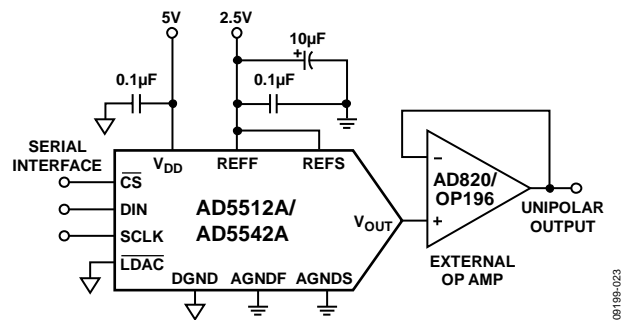 5V
2.5V
10µF
+
0.1µF
0.1µF
SERIAL
INTERFACE
VDD
REFF
REFS
CS
DIN
SCLK
LDAC
AD5512A/
AD5542A
VOUT
DGND
AGNDF
AGNDS
–
+
AD820/
OP196
UNIPOLAR
OUTPUT
EXTERNAL
OP AMP
09199-023